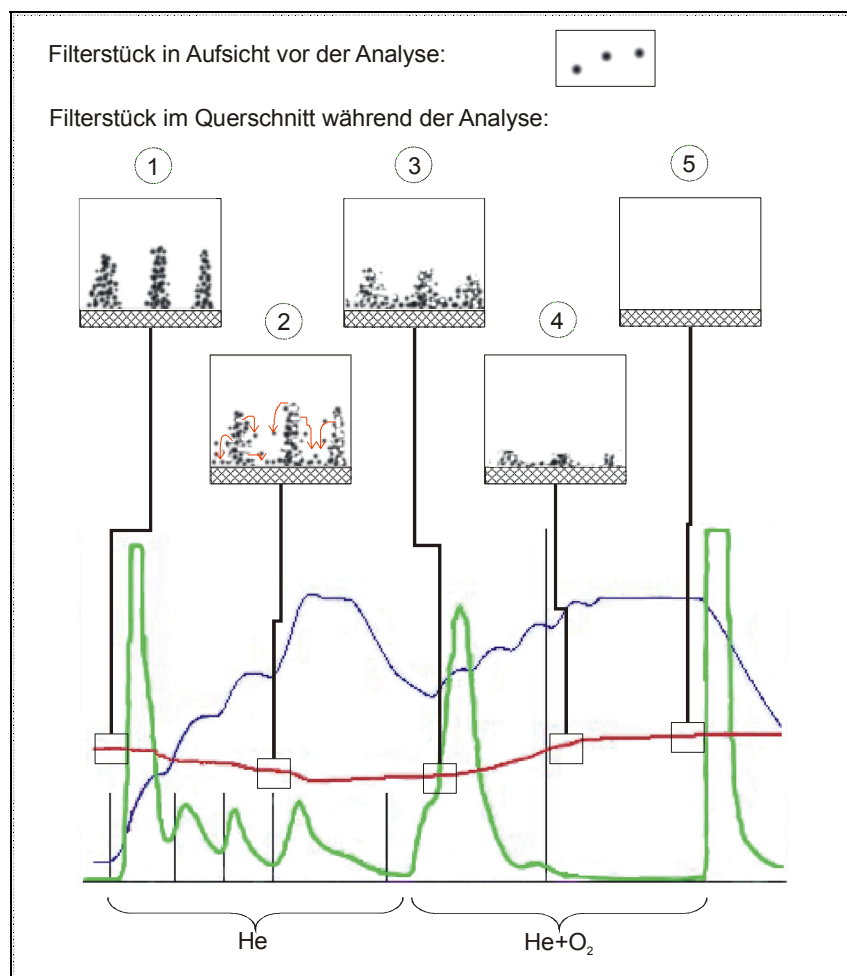 Filterstück in Aufsicht vor der Analyse:
Filterstück im Querschnitt während der Analyse:
1
3
5
2
4
He
He+O₂